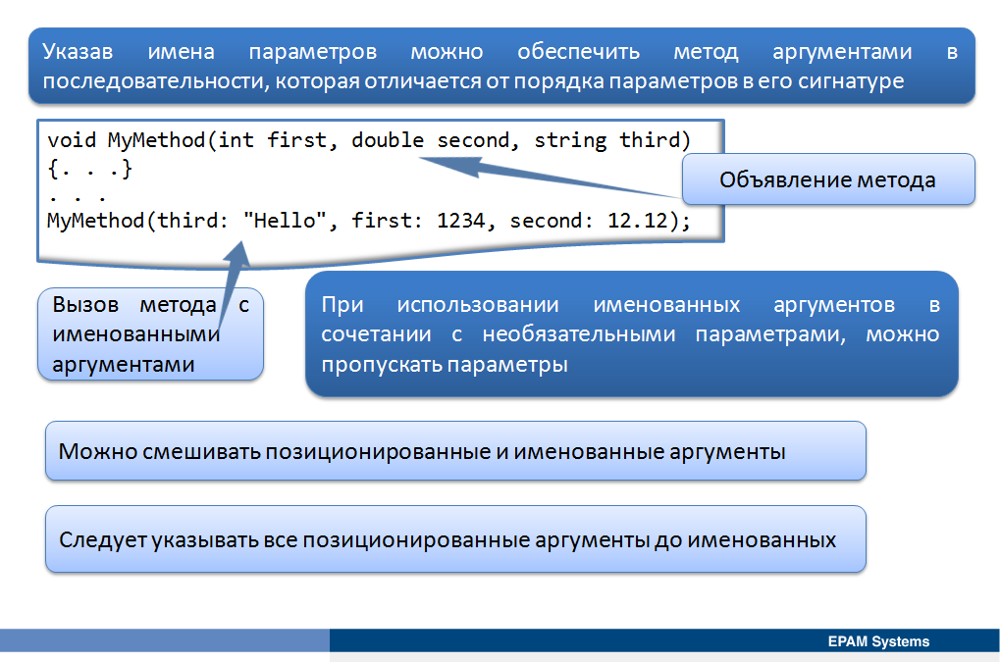 Указав имена параметров можно обеспечить метод аргументами в
последовательности, которая отличается от порядка параметров в его сигнатуре
void MyMethod(int first, double second, string third)
{. . .}
. . .
MyMethod(third: "Hello", first: 1234, second: 12.12);
Объявление метода
Вызов метода с
именованными
аргументами
При использовании именованных аргументов в
сочетании с необязательными параметрами, можно
пропускать параметры
Можно смешивать позиционированные и именованные аргументы
Следует указывать все позиционированные аргументы до именованных
EPAM Systems